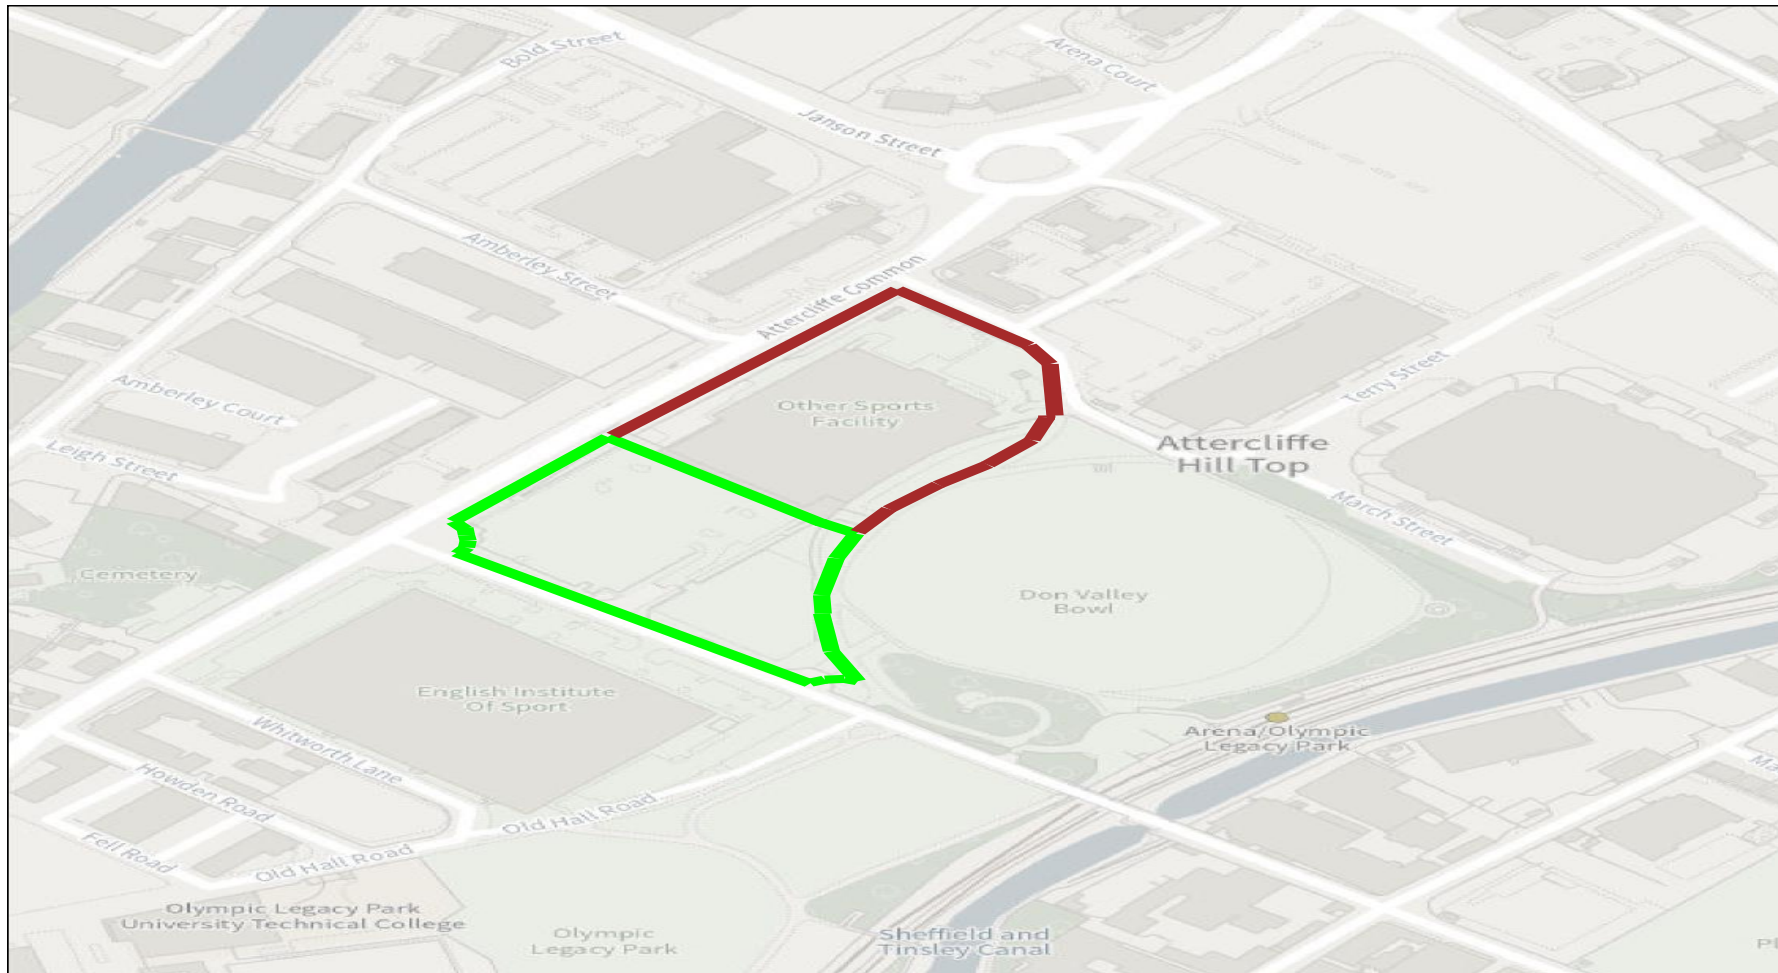 Bold Street
Arena Court
Janson Street
Amberley Street
Attercliffe Common
Terry Street
Amberley Court
Other Sports
Facility
Attercliffe
Hill Top
Leigh Street
March Street
Cemetery
Don Valley
Bowl
English Institute
Of Sport
Whitworth Lane
Arena/Olympic
Legacy Park
Howden Road
Old Hall Road
Fell Road
Old Hall Road
Olympic Legacy Park
University Technical College
Olympic
Legacy Park
Sheffield and
Tinsley Canal